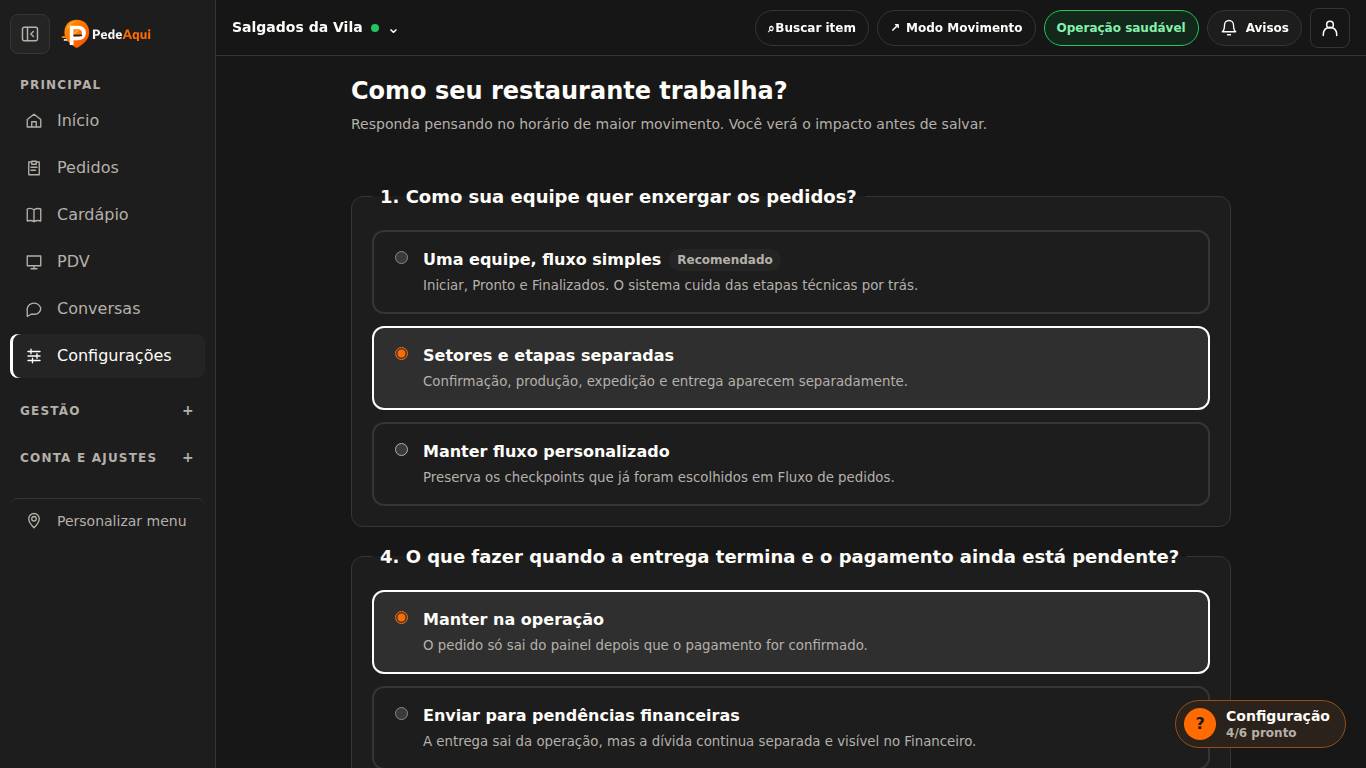 PedeAqui
PRINCIPAL
Início
Pedidos
Cardápio
PDV
Conversas
Configurações
GESTÃO +
CONTA E AJUSTES +
Personalizar menu
Salgados da Vila
Buscar item
↗ Modo Movimento
Operação saudável
Avisos
Como seu restaurante trabalha?
Responda pensando no horário de maior movimento. Você verá o impacto antes de salvar.
1. Como sua equipe quer enxergar os pedidos?
Uma equipe, fluxo simples Recomendado
Iniciar, Pronto e Finalizados. O sistema cuida das etapas técnicas por trás.
Setores e etapas separadas
Confirmação, produção, expedição e entrega aparecem separadamente.
Manter fluxo personalizado
Preserva os checkpoints que já foram escolhidos em Fluxo de pedidos.
4. O que fazer quando a entrega termina e o pagamento ainda está pendente?
Manter na operação
O pedido só sai do painel depois que o pagamento for confirmado.
Enviar para pendências financeiras
A entrega sai da operação, mas a dívida continua separada e visível no Financeiro.
? Configuração
4/6 pronto